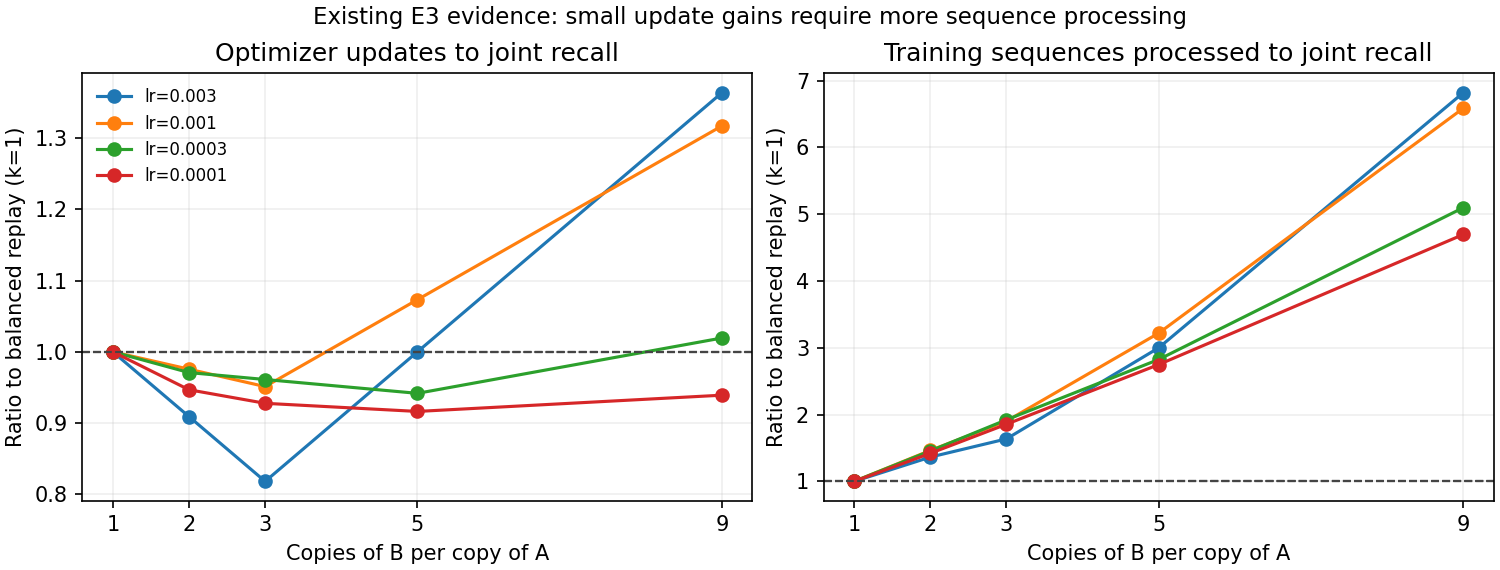 Existing E3 evidence: small update gains require more sequence processing
Optimizer updates to joint recall
Ratio to balanced replay (k=1)
1.3
1.2
1.1
1.0
0.9
0.8
lr=0.003
lr=0.001
lr=0.0003
lr=0.0001
1 2 3 5 9
Copies of B per copy of A
Training sequences processed to joint recall
Ratio to balanced replay (k=1)
7
6
5
4
3
2
1
1 2 3 5 9
Copies of B per copy of A